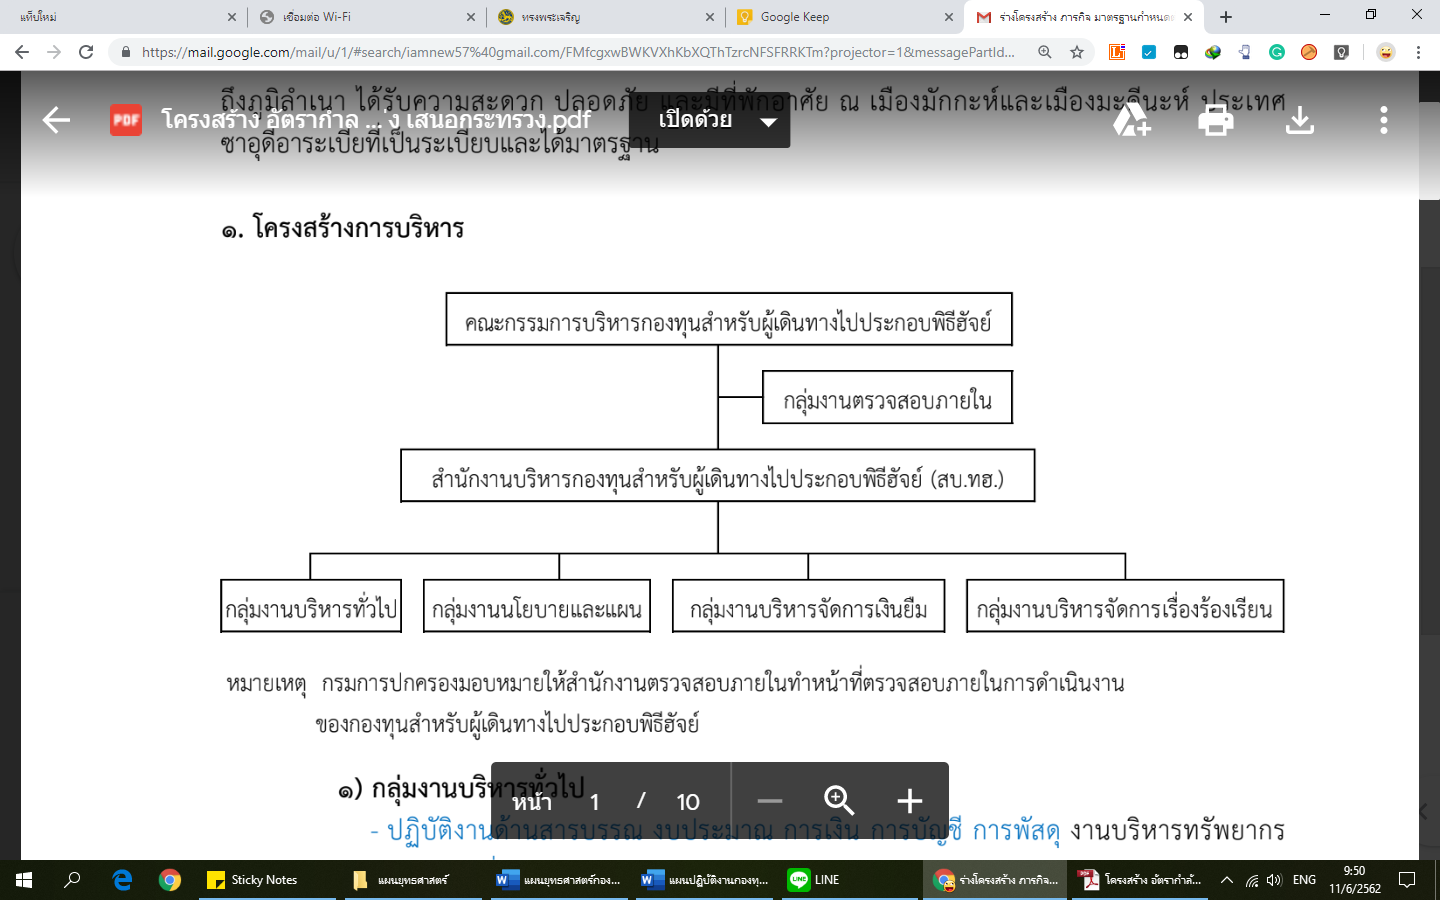 แท็บใหม่
เชื่อมต่อ Wi-Fi
ทรงพระเจริญ
Google Keep
ร่างโครงสร้าง ภารกิจ มาตรฐานกำหนดต
https://mail.google.com/mail/u/1/#search/iamnew57%40gmail.com/FMfcgxwBWKVXhKbXQThTzrcNFSFRRKTm?projector=1&messagePartId...
ถึงภูมิลำเนา ได้รับความสะดวก ปลอดภัย และมีที่พักอาศัย ณ เมืองมักกะห์และเมืองมะดีนะห์ ประเทศ
PDF โครงสร้าง อัตรากำล ... ง เสนอกระทรวง.pdf
เปิดด้วย
ซาอุดีอาระเบียที่เป็นระเบียบและได้มาตรฐาน
๑. โครงสร้างการบริหาร
คณะกรรมการบริหารกองทุนสำหรับผู้เดินทางไปประกอบพิธีฮัจย์
กลุ่มงานตรวจสอบภายใน
สำนักงานบริหารกองทุนสำหรับผู้เดินทางไปประกอบพิธีฮัจย์ (สบ.ทฮ.)
กลุ่มงานบริหารทั่วไป
กลุ่มงานนโยบายและแผน
กลุ่มงานบริหารจัดการเงินยืม
กลุ่มงานบริหารจัดการเรื่องร้องเรียน
หมายเหตุ กรมการปกครองมอบหมายให้สำนักงานตรวจสอบภายในทำหน้าที่ตรวจสอบภายในการดำเนินงาน
ของกองทุนสำหรับผู้เดินทางไปประกอบพิธีฮัจย์
๑) กลุ่มงานบริหารทั่วไป
หน้า 1 / 10
- ปฏิบัติงานด้านสารบรรณ งบประมาณ การเงิน การบัญชี การพัสดุ งานบริหารทรัพยากร
Sticky Notes
แผนยุทธศาสตร์
แผนยุทธศาสตร์กอง...
แผนปฏิบัติงานกองทุ...
LINE
ร่างโครงสร้าง ภารกิจ...
โครงสร้าง อัตรากำลั...
ENG
9:50
11/6/2562